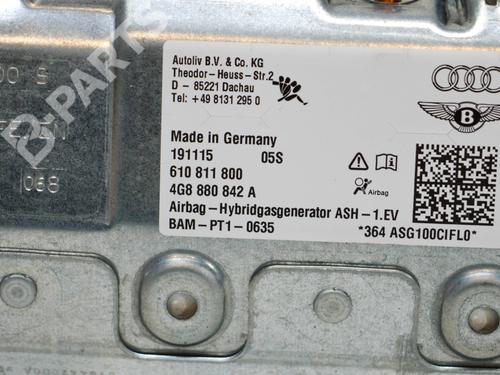 Autoliv B.V. & Co. KG
Theodor-Heuss-Str.2
D - 85221 Dachau
Tel: +49 8131 295 0
Made in Germany
191115 05S
610 811 800
4G8 880 842 A
Airbag
Airbag-Hybridgasgenerator ASH-1.EV
BAM-PT1-0635 *364 ASG100CIFL0*
B
068
B-PARTS